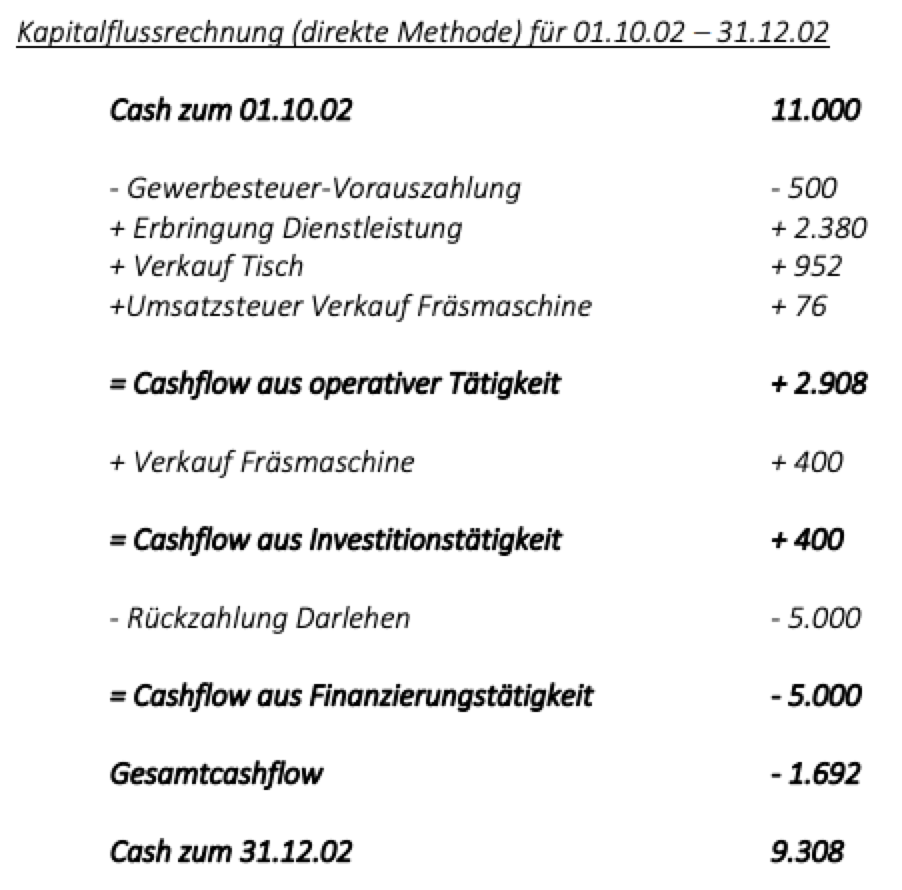 Kapitalflussrechnung (direkte Methode) für 01.10.02 – 31.12.02
Cash zum 01.10.02 11.000
- Gewerbesteuer-Vorauszahlung - 500
+ Erbringung Dienstleistung + 2.380
+ Verkauf Tisch + 952
+Umsatzsteuer Verkauf Fräsmaschine + 76
= Cashflow aus operativer Tätigkeit + 2.908
+ Verkauf Fräsmaschine + 400
= Cashflow aus Investitionstätigkeit + 400
- Rückzahlung Darlehen - 5.000
= Cashflow aus Finanzierungstätigkeit - 5.000
Gesamtcashflow - 1.692
Cash zum 31.12.02 9.308